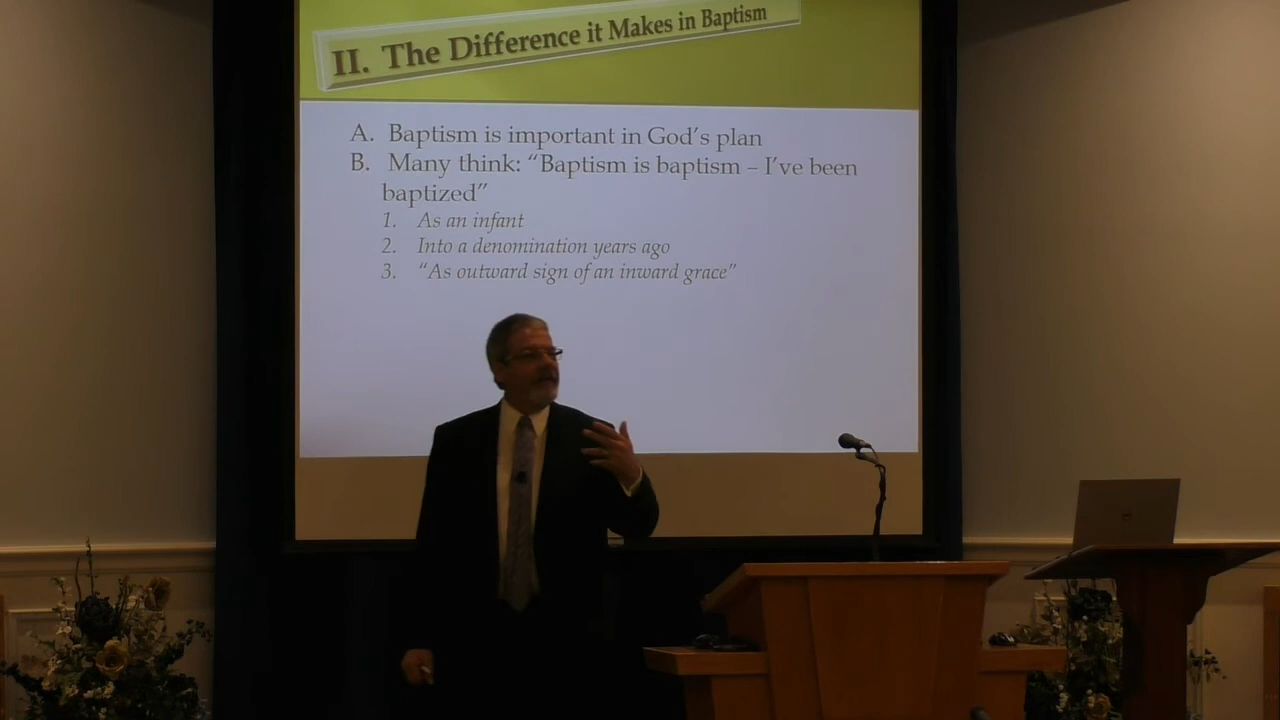 II. The Difference it Makes in Baptism
A. Baptism is important in God's plan
B. Many think: “Baptism is baptism – I've been
baptized”
1. As an infant
2. Into a denomination years ago
3. “As outward sign of an inward grace”